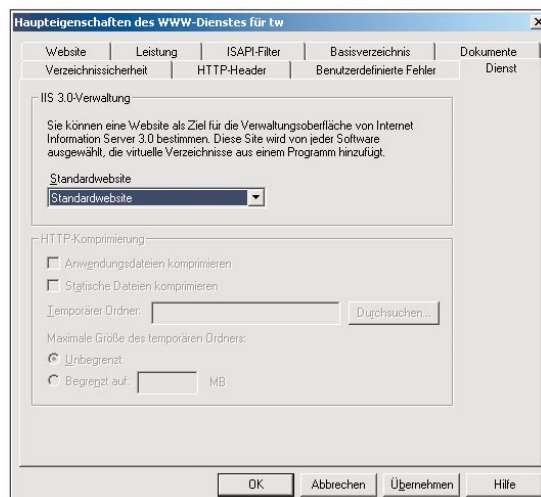 Haupteigenschaften des WWW-Dienstes für tw
Website Leistung ISAPI-Filter Basisverzeichnis Dokumente
Verzeichnissicherheit HTTP-Header Benutzerdefinierte Fehler Dienst
IIS 3.0-Verwaltung
Sie können eine Website als Ziel für die Verwaltungsoberfläche von Internet
Information Server 3.0 bestimmen. Diese Site wird von jeder Software
ausgewählt, die virtuelle Verzeichnisse aus einem Programm hinzufügt.
Standardwebsite
Standardwebsite
HTTP-Komprimierung
Anwendungsdateien komprimieren
Statische Dateien komprimieren
Temporärer Ordner: Durchsuchen...
Maximale Größe des temporären Ordners:
Unbegrenzt
Begrenzt auf: MB
OK Abbrechen Übernehmen Hilfe